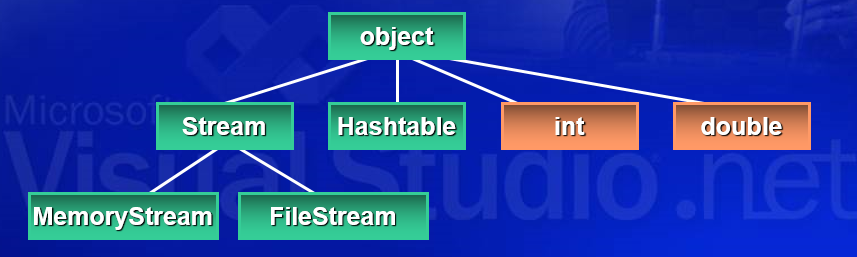 object
Stream
Hashtable
int
double
MemoryStream
FileStream
Microsoft
Visual Studio .net